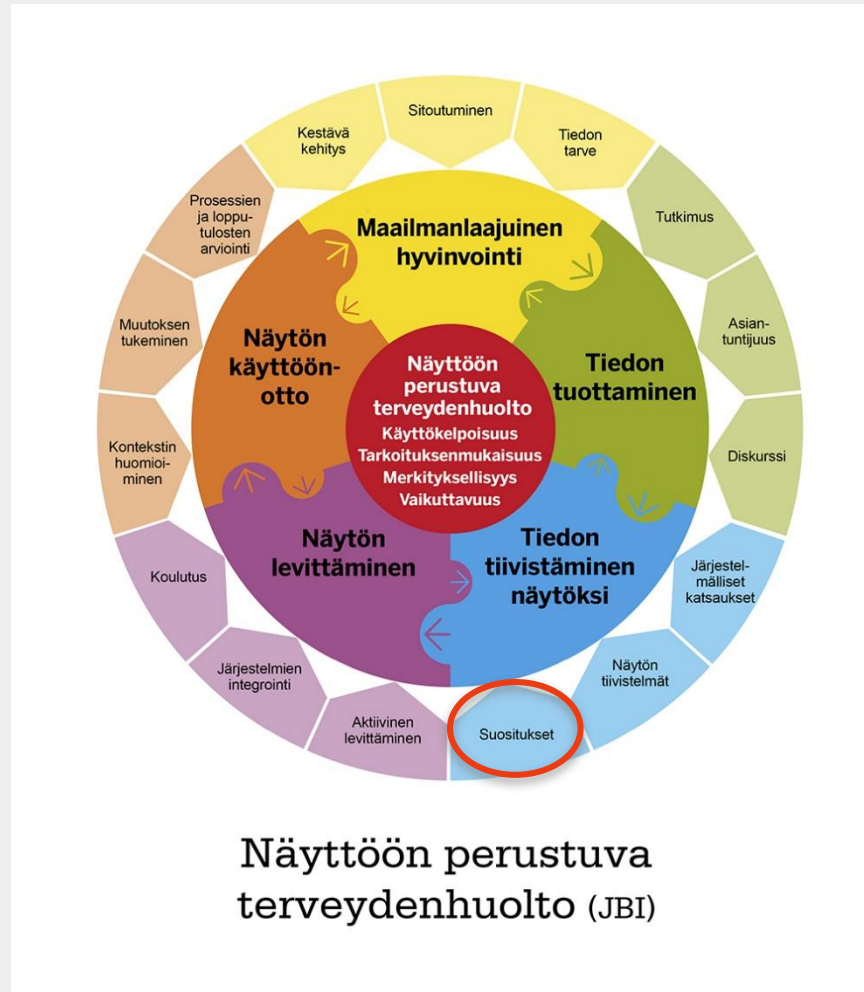 Sitoutuminen
Tiedon
tarve
Tutkimus
Asian-
tuntijuus
Diskurssi
Järjestel-
mälliset
katsaukset
Näytön
tiivistelmät
Suositukset
Aktiivinen
levittäminen
Järjestelmien
integrointi
Koulutus
Kontekstin
huomioi-
minen
Muutoksen
tukeminen
Prosessien
ja loppu-
tulosten
arviointi
Kestävä
kehitys
Maailmanlaajuinen
hyvinvointi
Tiedon
tuottaminen
Tiedon
tiivistäminen
näytöksi
Näytön
levittäminen
Näytön
käyttöön-
otto
Näyttöön
perustuva
terveydenhuolto
Käyttökelpoisuus
Tarkoituksenmukaisuus
Merkityksellisyys
Vaikuttavuus
Näyttöön perustuva
terveydenhuolto (JBI)